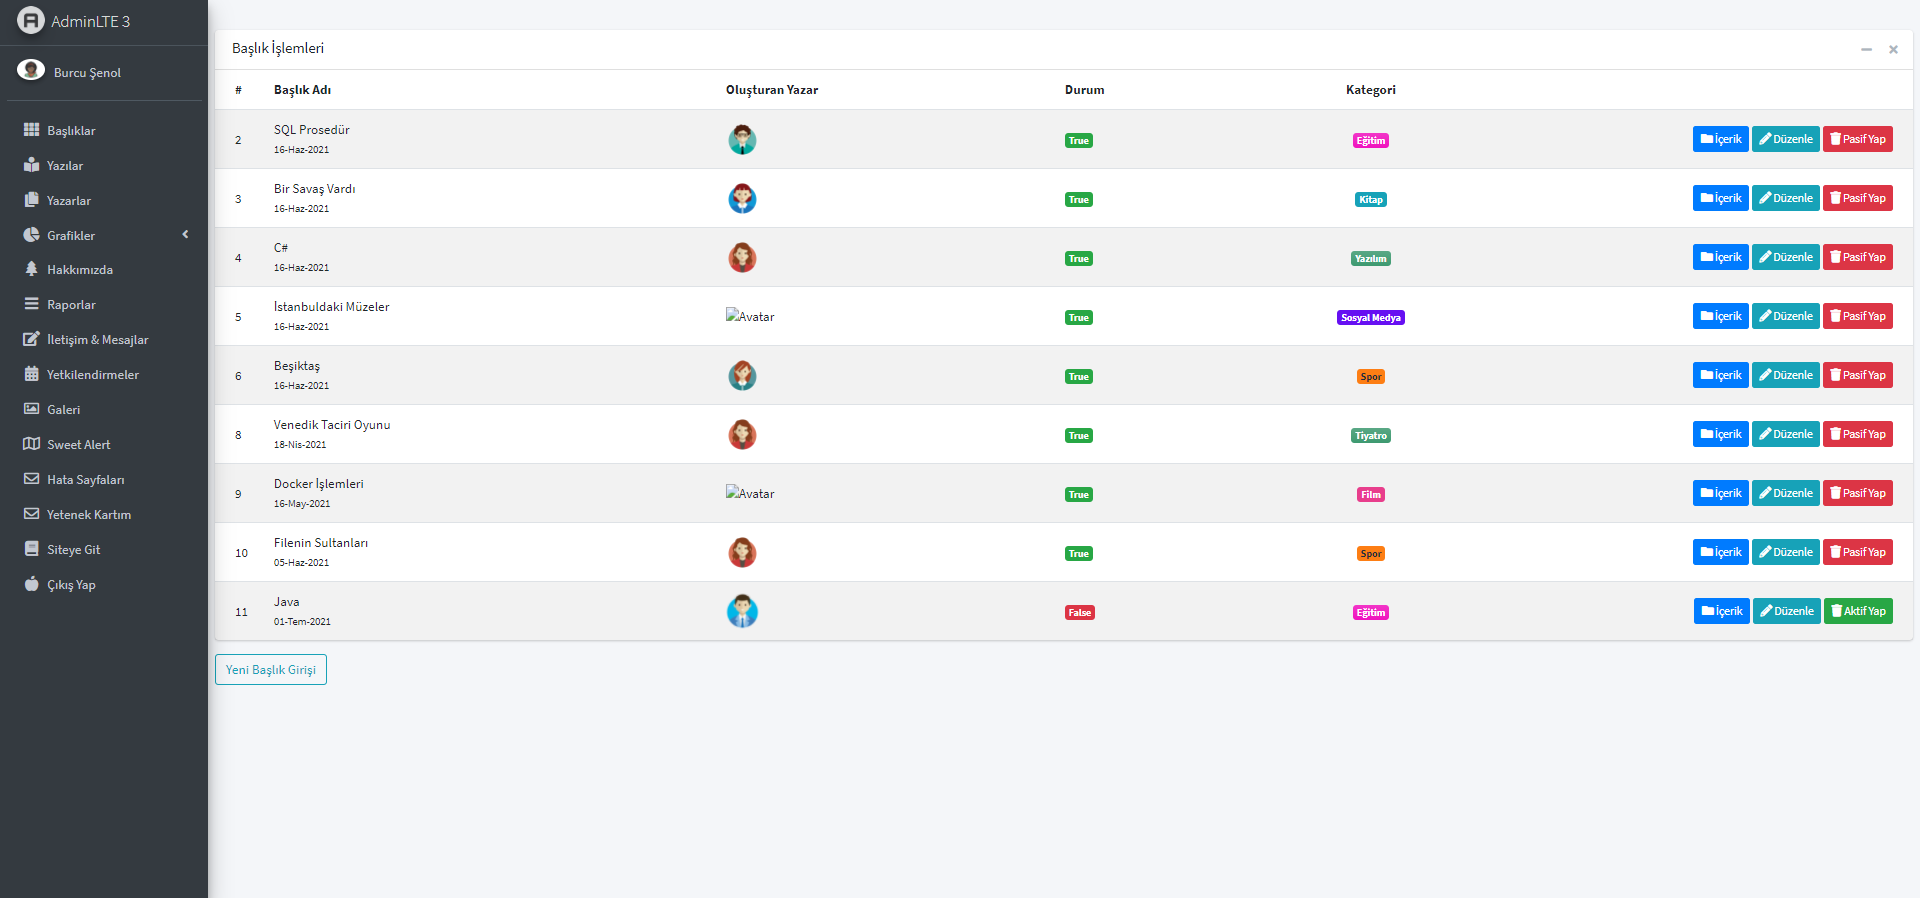 AdminLTE 3
Burcu Şenol
Başlıklar
Yazılar
Yazarlar
Grafikler
Hakkımızda
Raporlar
İletişim & Mesajlar
Yetkilendirmeler
Galeri
Sweet Alert
Hata Sayfaları
Yetenek Kartım
Siteye Git
Çıkış Yap
Başlık İşlemleri
# Başlık Adı Oluşturan Yazar Durum Kategori
2 SQL Prosedür True Eğitim İçerik Düzenle Pasif Yap
16-Haz-2021
3 Bir Savaş Vardı True Kitap İçerik Düzenle Pasif Yap
16-Haz-2021
4 C# True Yazılım İçerik Düzenle Pasif Yap
16-Haz-2021
5 İstanbuldaki Müzeler Avatar True Sosyal Medya İçerik Düzenle Pasif Yap
16-Haz-2021
6 Beşiktaş True Spor İçerik Düzenle Pasif Yap
16-Haz-2021
8 Venedik Taciri Oyunu True Tiyatro İçerik Düzenle Pasif Yap
18-Nis-2021
9 Docker İşlemleri Avatar True Film İçerik Düzenle Pasif Yap
16-May-2021
10 Filenin Sultanları True Spor İçerik Düzenle Pasif Yap
05-Haz-2021
11 Java False Eğitim İçerik Düzenle Aktif Yap
01-Tem-2021
Yeni Başlık Girişi